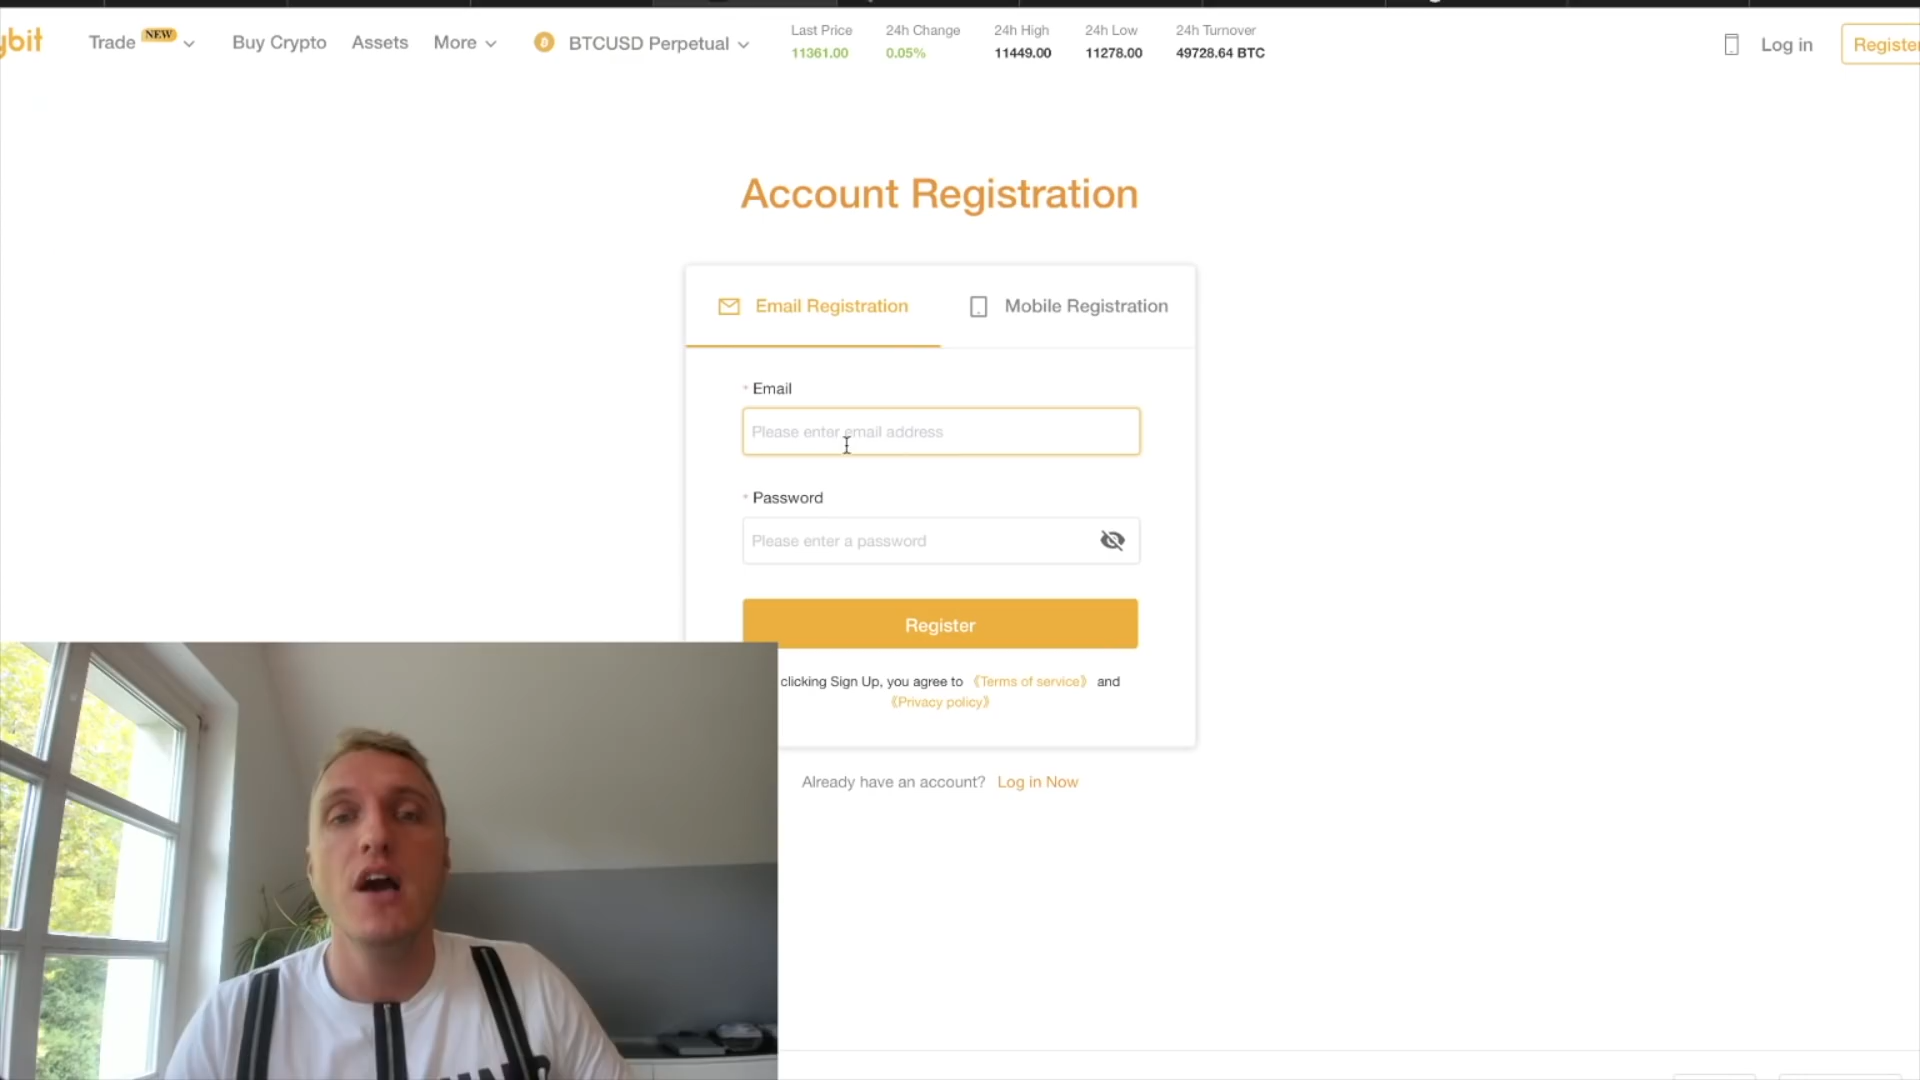 ybit
Trade NEW
Buy Crypto
Assets
More
BTCUSD Perpetual
Last Price
11361.00
24h Change
0.05%
24h High
11449.00
24h Low
11278.00
24h Turnover
49728.64 BTC
Log in
Register
Account Registration
Email Registration
Mobile Registration
* Email
Please enter email address
* Password
Please enter a password
Register
clicking Sign Up, you agree to 《Terms of service》 and
《Privacy policy》
Already have an account? Log in Now